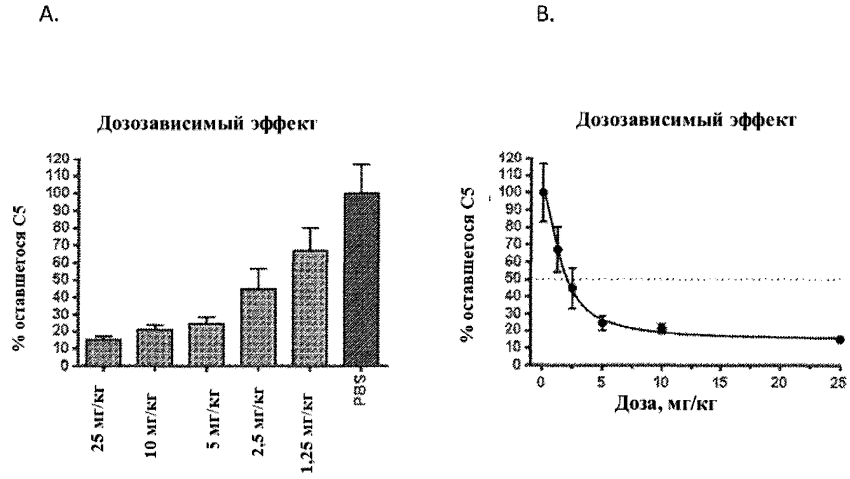 A.
Дозозависимый эффект
% оставшегося C5
120
110
100
90
80
70
60
50
40
30
20
10
0
25 мг/кг
10 мг/кг
5 мг/кг
2,5 мг/кг
1,25 мг/кг
PBS
B.
Дозозависимый эффект
% оставшегося C5
120
110
100
90
80
70
60
50
40
30
20
10
0
0 5 10 15 20 25
Доза, мг/кг